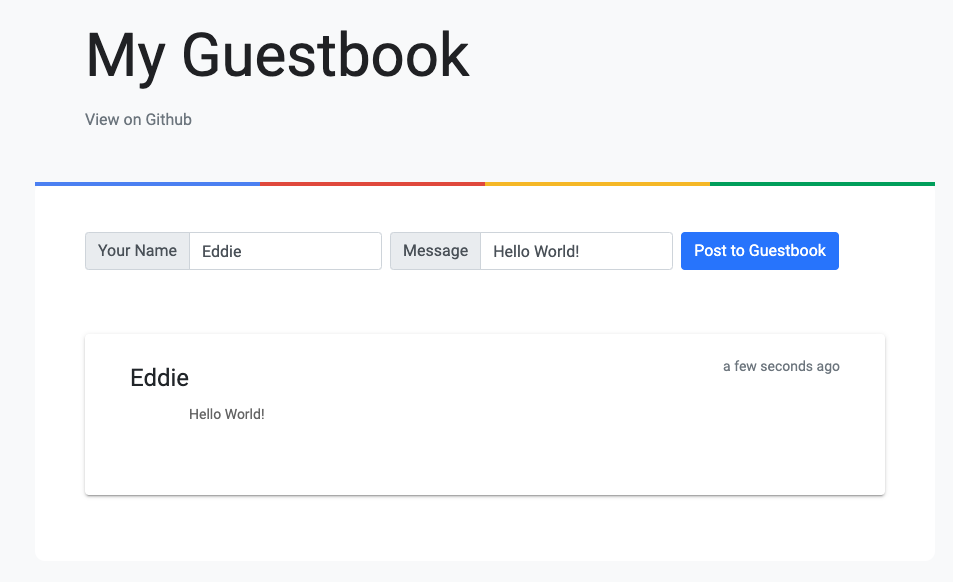 My Guestbook
View on Github
Your Name Eddie Message Hello World! Post to Guestbook
Eddie a few seconds ago
Hello World!